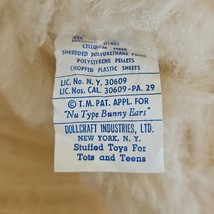 CELLULOSE FIBER
SHREDDED POLYURETHANE FOAM
POLYSTYRENE PELLETS
CHOPPED PLASTIC SHEETS
LIC. No. N. Y. 30609
LIC. Nos. CAL. 30609-PA. 29
© T.M. PAT. APPL. FOR
"Nu Type Bunny Ears"
DOLLCRAFT INDUSTRIES, LTD.
NEW YORK, N. Y.
Stuffed Toys For
Tots and Teens